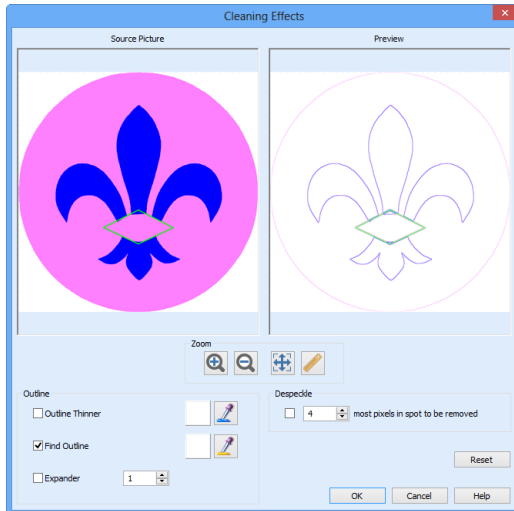 Cleaning Effects
Source Picture
Preview
Zoom
Outline
Outline Thinner
Find Outline
Expander
1
Despeckle
4
most pixels in spot to be removed
Reset
OK
Cancel
Help